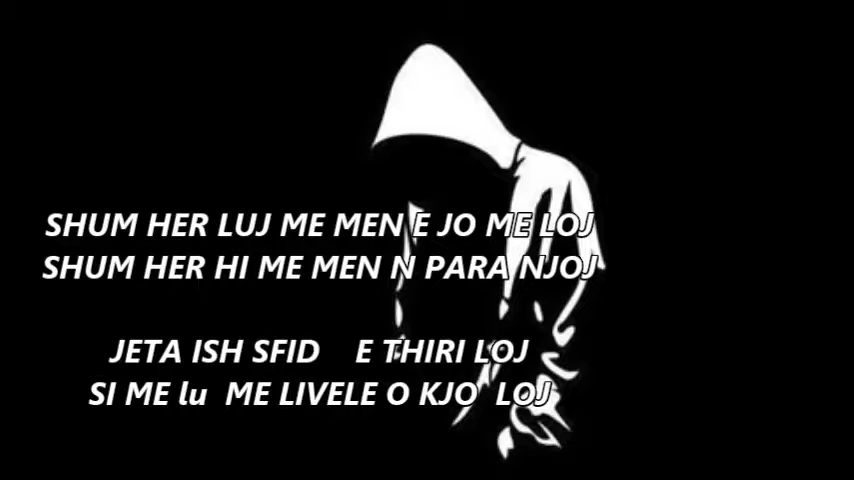 SHUM HER LUJ ME MEN E JO ME LOJ
SHUM HER HI ME MEN N PARA NJOJ
JETA ISH SFID E THIRI LOJ
SI ME lu ME LIVELE O KJO LOJ